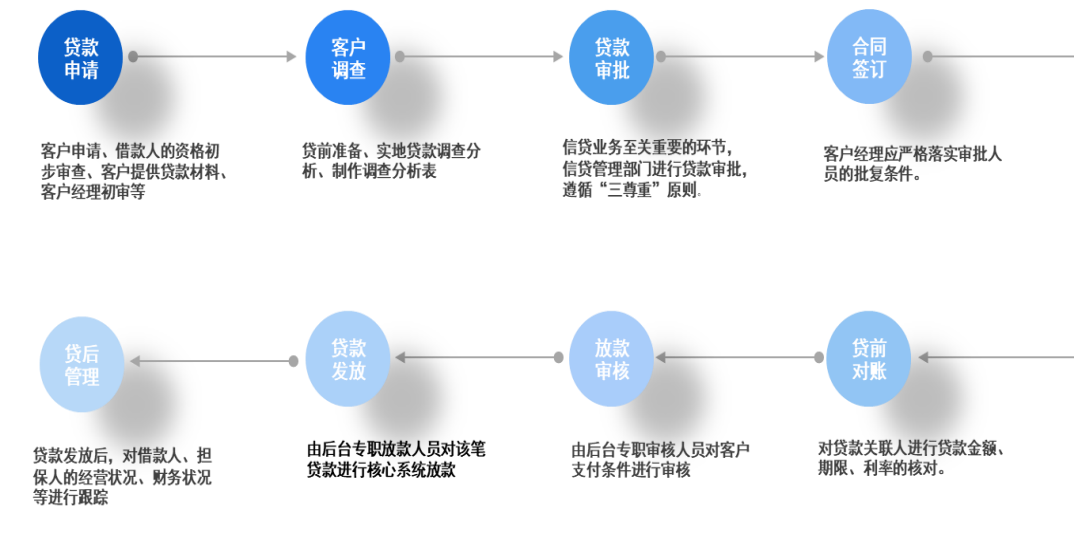 贷款
申请
客户
调查
贷款
审批
合同
签订
客户申请、借款人的资格初
步审查、客户提供贷款材料、
客户经理初审等
贷前准备、实地贷款调查分
析、制作调查分析表
信贷业务至关重要的环节，
信贷管理部门进行贷款审批，
遵循“三尊重”原则。
客户经理应严格落实审批人
员的批复条件。
贷后
管理
贷款
发放
放款
审核
贷前
对账
贷款发放后，对借款人、担
保人的经营状况、财务状况
等进行跟踪
由后台专职放款人员对该笔
贷款进行核心系统放款
由后台专职审核人员对客户
支付条件进行审核
对贷款关联人进行贷款金额、
期限、利率的核对。